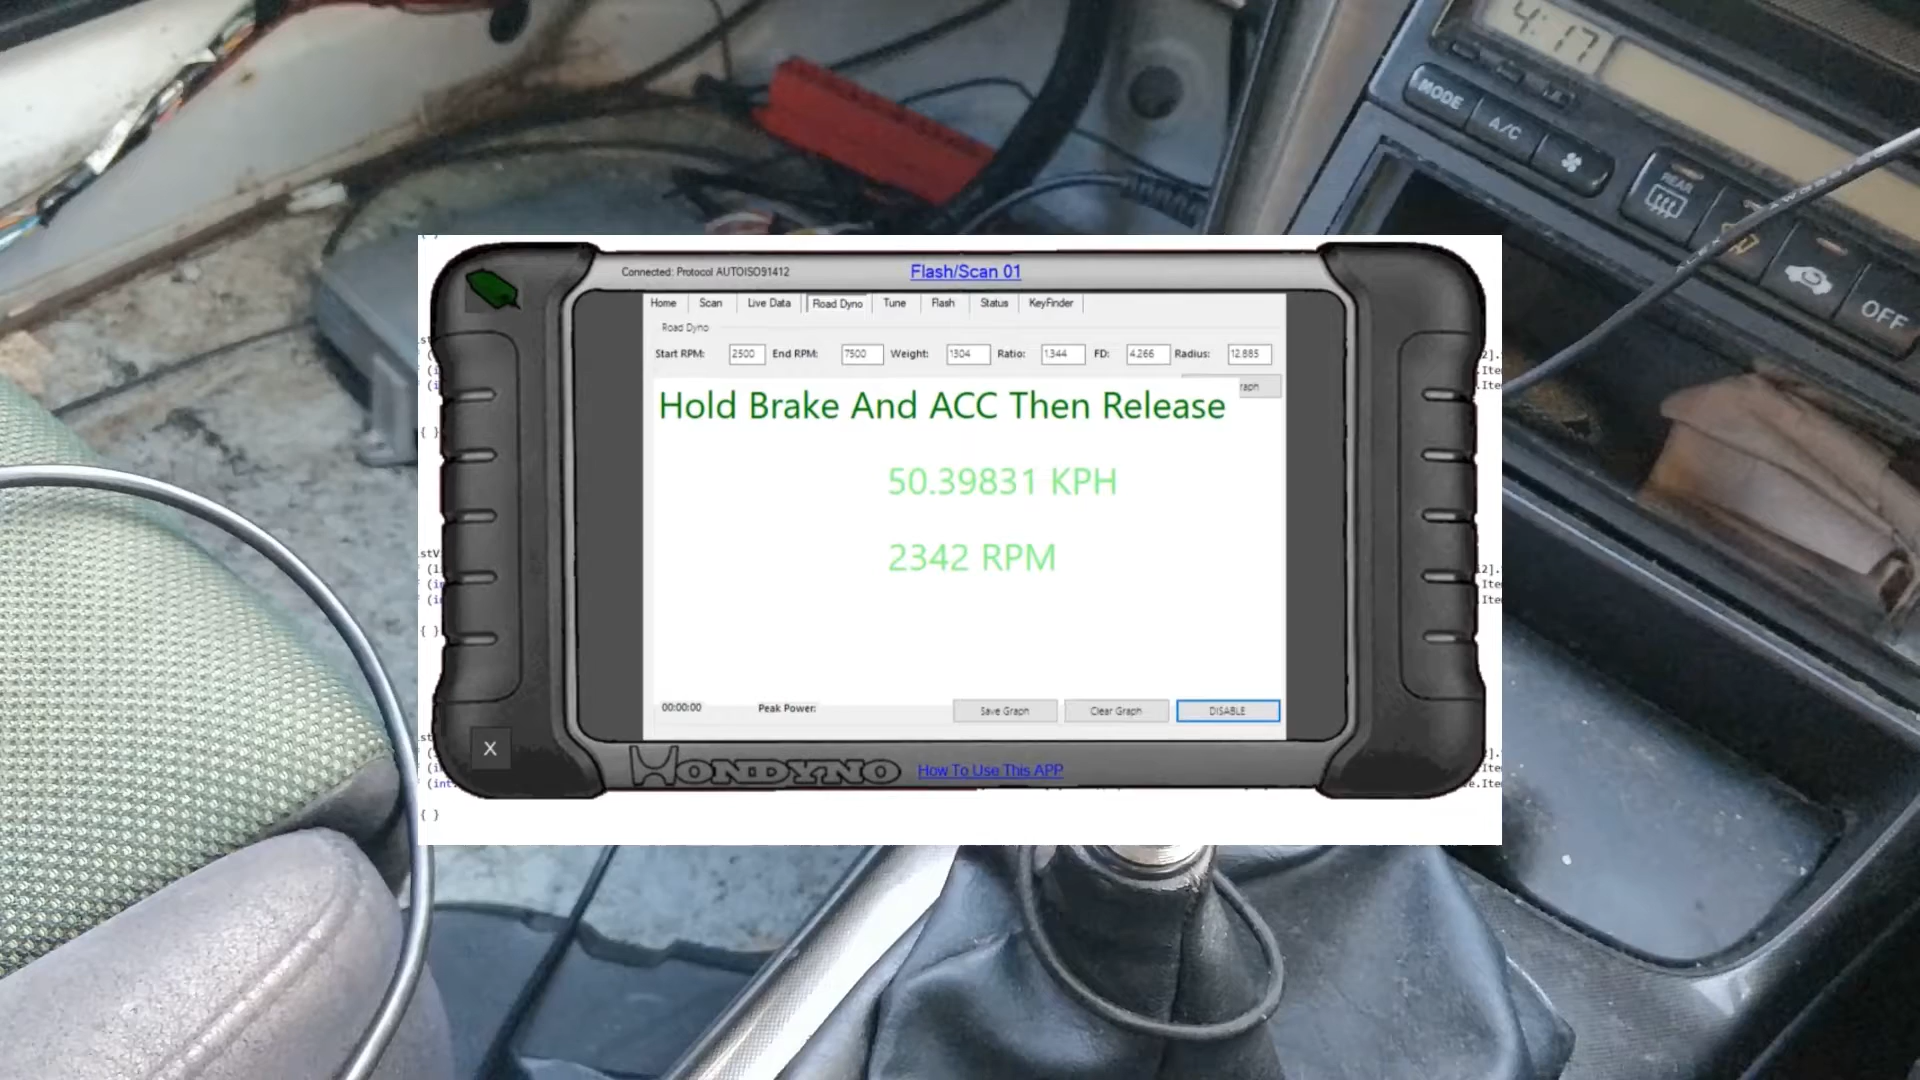 4:17
MODE
A/C
REAR
OFF
Connected: Protocol AUTOISO91412
Flash/Scan 01
Home Scan Live Data Road Dyno Tune Flash Status KeyFinder
Road Dyno
Start RPM: 2500 End RPM: 7500 Weight: 1304 Ratio: 1.344 FD: 4.266 Radius: 12.885
raph
Hold Brake And ACC Then Release
50.39831 KPH
2342 RPM
00:00:00 Peak Power:
Save Graph Clear Graph DISABLE
X
HONDYNO
How To Use This APP